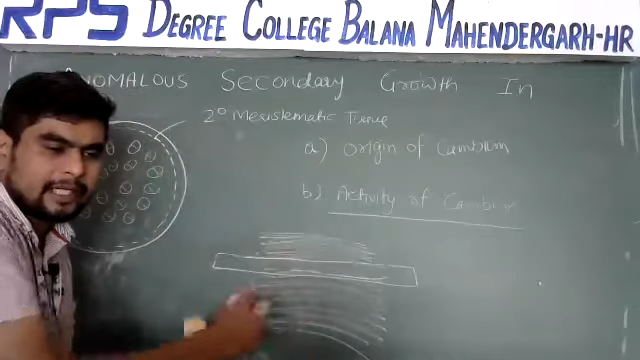 RPS DEGREE COLLEGE BALANA MAHENDERGARH-HR
ANOMALOUS Secondary Growth In
2° Meristematic Tissue
a) Origin of Cambium
b) Activity of Cambium